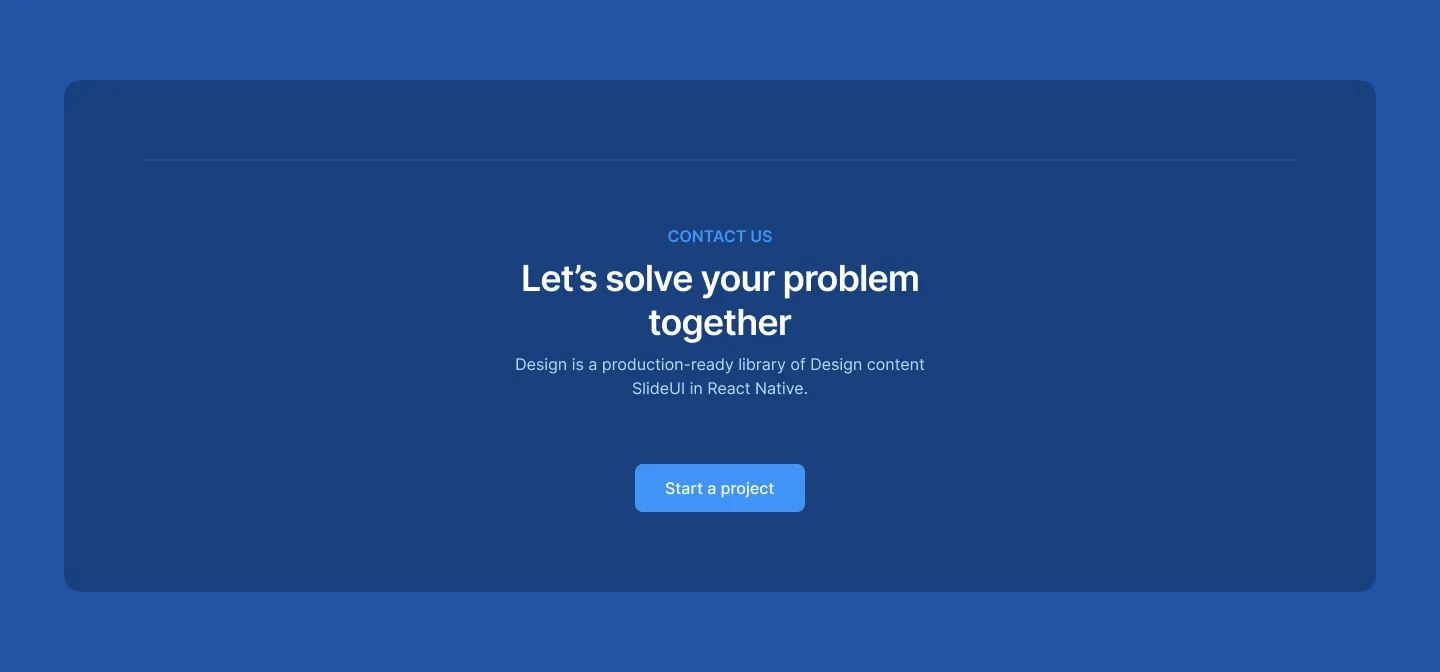 CONTACT US
Let’s solve your problem
together
Design is a production-ready library of Design content
SlideUI in React Native.
Start a project